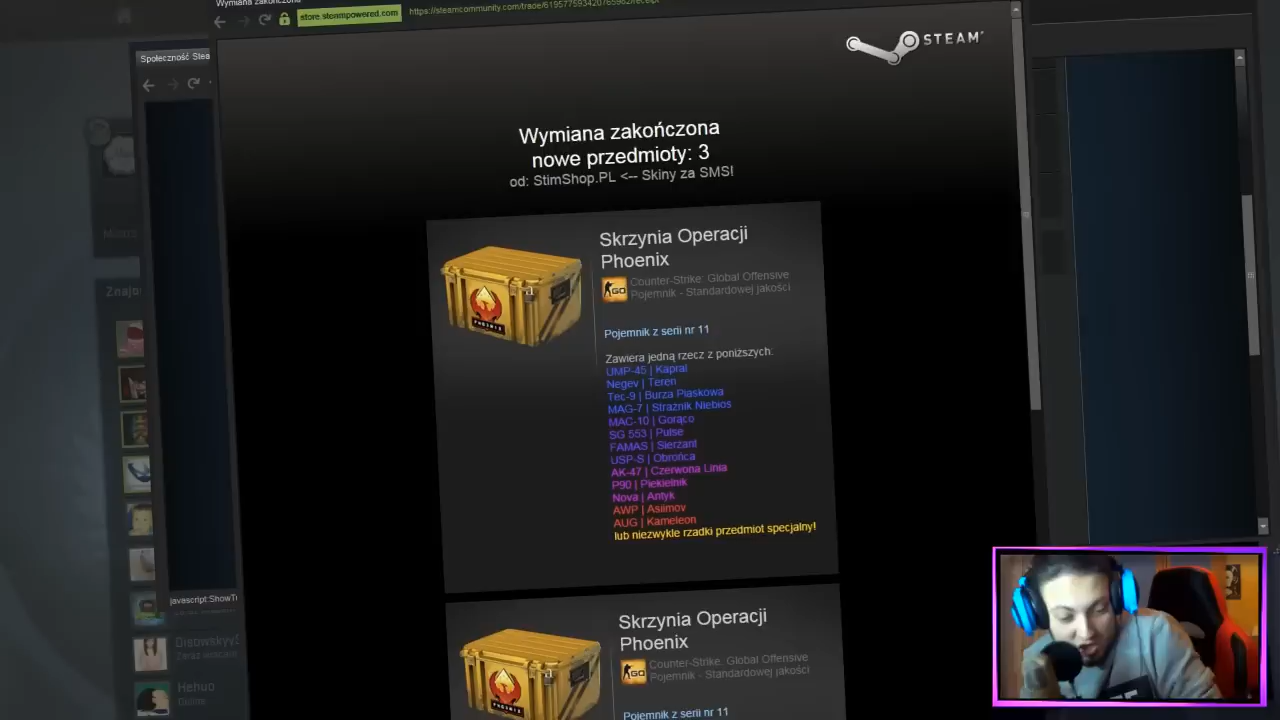 Wymiana zakończona
store.steampowered.com
Społeczność Stea
STEAM
Wymiana zakończona
nowe przedmioty: 3
od: StimShop.PL <-- Skiny za SMS!
Skrzynia Operacji
Phoenix
Counter-Strike: Global Offensive
Pojemnik - Standardowej jakości
Pojemnik z serii nr 11
Zawiera jedną rzecz z poniższych:
UMP-45 | Kapral
Negev | Teren
Tec-9 | Burza Piaskowa
MAG-7 | Strażnik Niebios
MAC-10 | Gorąco
SG 553 | Pulse
FAMAS | Sierżant
USP-S | Obrońca
AK-47 | Czerwona Linia
P90 | Piekielnik
Nova | Antyk
AWP | Asiimov
AUG | Kameleon
lub niezwykle rzadki przedmiot specjalny!
PHOENIX
Znajo
javascript:ShowTr
Hehuo
Skrzynia Operacji
Phoenix
Counter-Strike: Global Offensive
Pojemnik - Standardowej jakości
Pojemnik z serii nr 11
PHOENIX